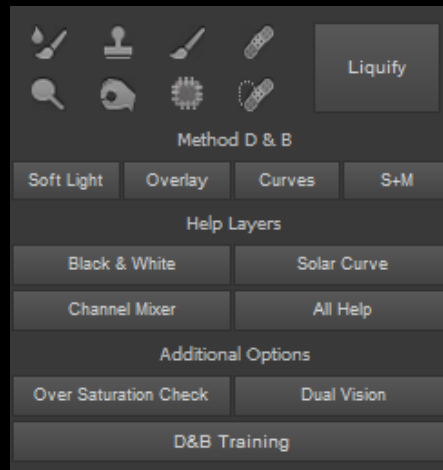 Liquify
Method D & B
Soft Light Overlay Curves S+M
Help Layers
Black & White Solar Curve
Channel Mixer All Help
Additional Options
Over Saturation Check Dual Vision
D&B Training